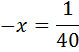 -x = 1/40